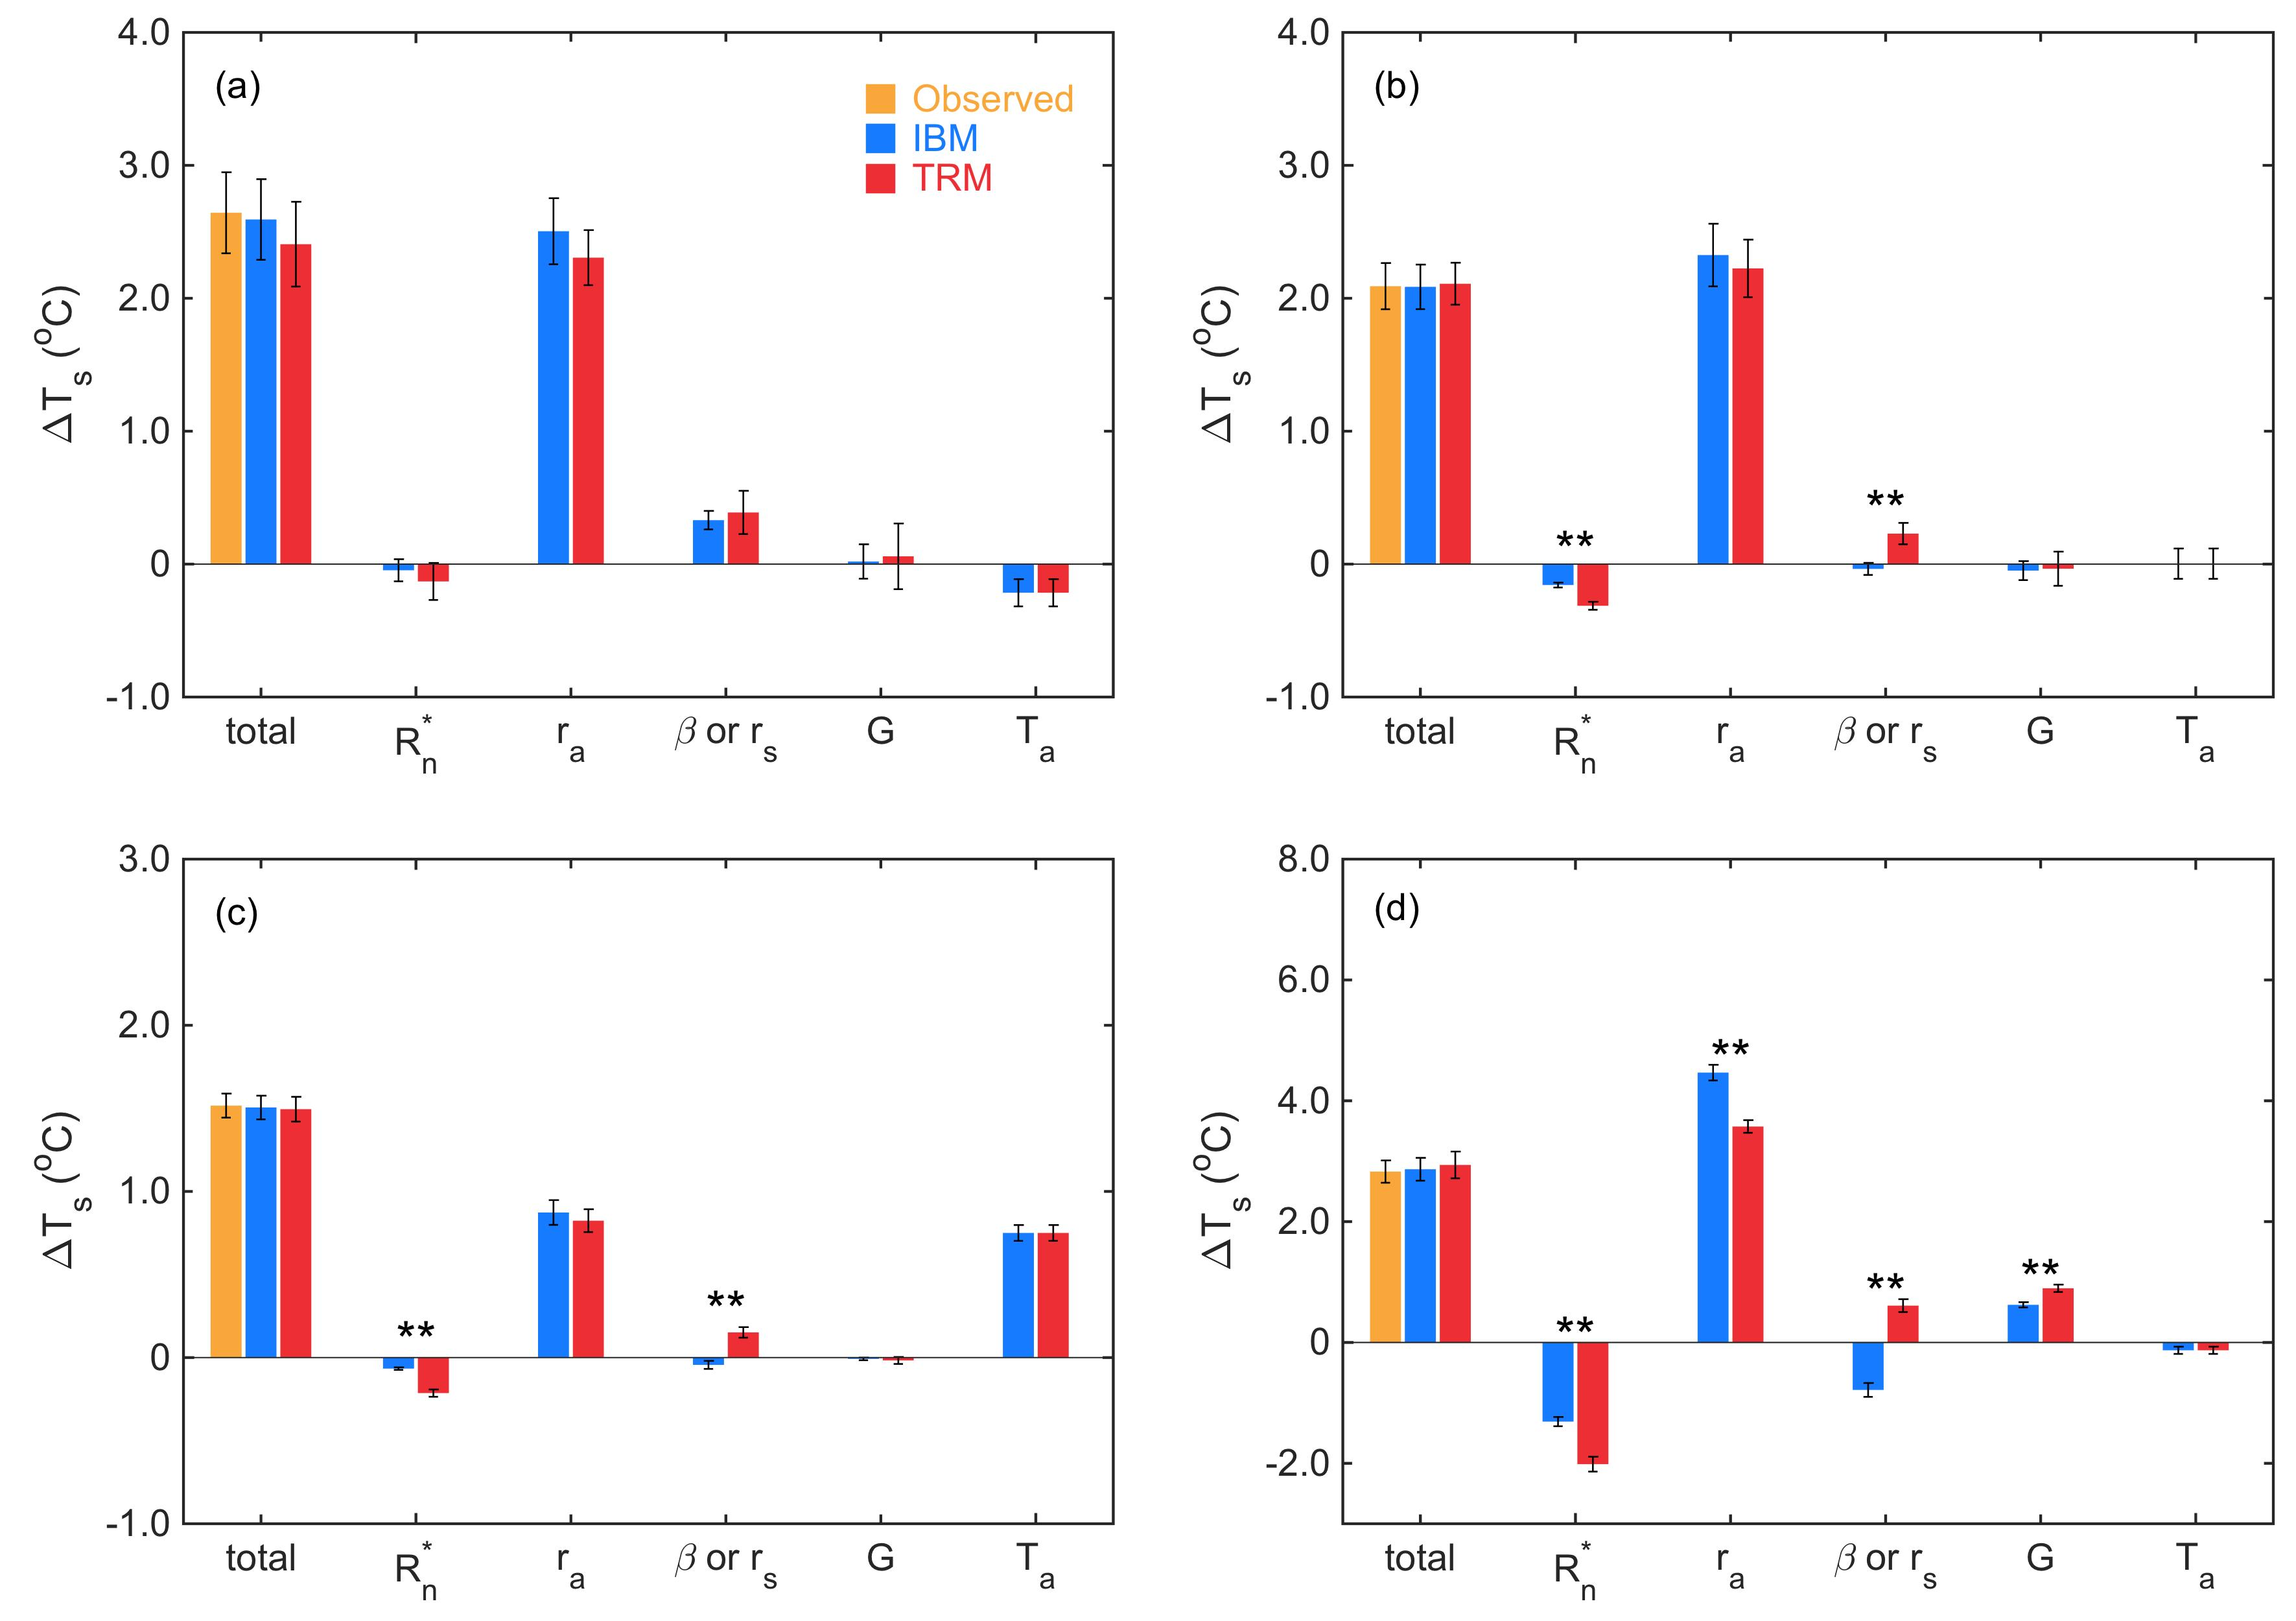 4.0
3.0
2.0
1.0
0
-1.0
ΔTs (oC)
(a)
Observed
IBM
TRM
total Rn* ra β or rs G Ta
4.0
3.0
2.0
1.0
0
-1.0
ΔTs (oC)
(b)
**
**
total Rn* ra β or rs G Ta
3.0
2.0
1.0
0
-1.0
ΔTs (oC)
(c)
**
**
total Rn* ra β or rs G Ta
8.0
6.0
4.0
2.0
0
-2.0
ΔTs (oC)
(d)
**
**
**
**
total Rn* ra β or rs G Ta